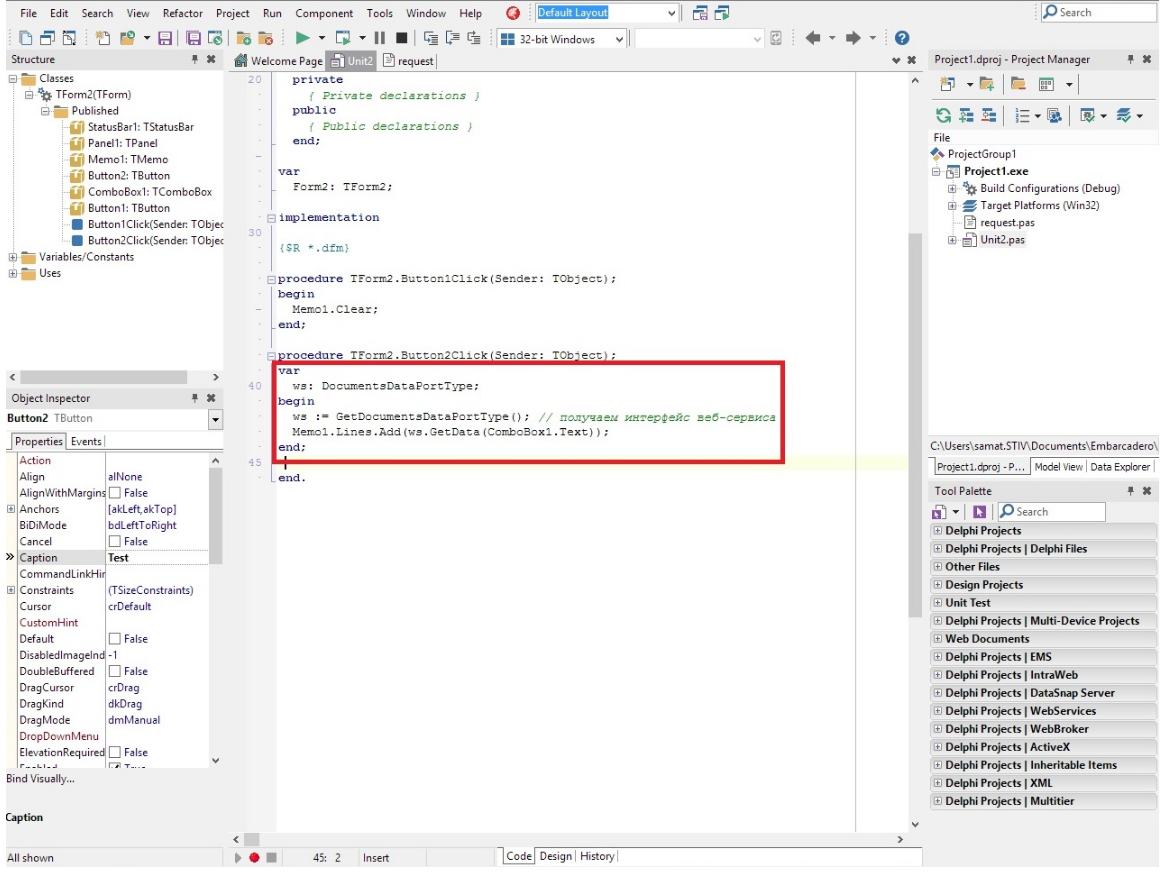 File Edit Search View Refactor Project Run Component Tools Window Help Default Layout Search
32-bit Windows
Structure
Classes
TForm2(TForm)
Published
StatusBar1: TStatusBar
Panel1: TPanel
Memo1: TMemo
Button2: TButton
ComboBox1: TComboBox
Button1: TButton
Button1Click(Sender: TObjec
Button2Click(Sender: TObjec
Variables/Constants
Uses
Object Inspector
Button2 TButton
Properties Events
Action
Align alNone
AlignWithMargins False
Anchors [akLeft,akTop]
BiDiMode bdLeftToRight
Cancel False
Caption Test
CommandLinkHir
Constraints (TSizeConstraints)
Cursor crDefault
CustomHint
Default False
DisabledImageInd -1
DoubleBuffered False
DragCursor crDrag
DragKind dkDrag
DragMode dmManual
DropDownMenu
ElevationRequired False
Bind Visually...
Caption
All shown
Welcome Page Unit2 request
20 private
{ Private declarations }
public
{ Public declarations }
end;
var
Form2: TForm2;
implementation
30
{$R *.dfm}
procedure TForm2.Button1Click(Sender: TObject);
begin
Memo1.Clear;
end;
procedure TForm2.Button2Click(Sender: TObject);
var
40 ws: DocumentsDataPortType;
begin
ws := GetDocumentsDataPortType(); // получаем интерфейс веб-сервиса
Memo1.Lines.Add(ws.GetData(ComboBox1.Text));
end;
45
end.
45: 2 Insert Code Design History
Project1.dproj - Project Manager
File
ProjectGroup1
Project1.exe
Build Configurations (Debug)
Target Platforms (Win32)
request.pas
Unit2.pas
C:\Users\samat.STIV\Documents\Embarcadero\
Project1.dproj - P... Model View Data Explorer
Tool Palette
Search
Delphi Projects
Delphi Projects | Delphi Files
Other Files
Design Projects
Unit Test
Delphi Projects | Multi-Device Projects
Web Documents
Delphi Projects | EMS
Delphi Projects | IntraWeb
Delphi Projects | DataSnap Server
Delphi Projects | WebServices
Delphi Projects | WebBroker
Delphi Projects | ActiveX
Delphi Projects | Inheritable Items
Delphi Projects | XML
Delphi Projects | Multitier